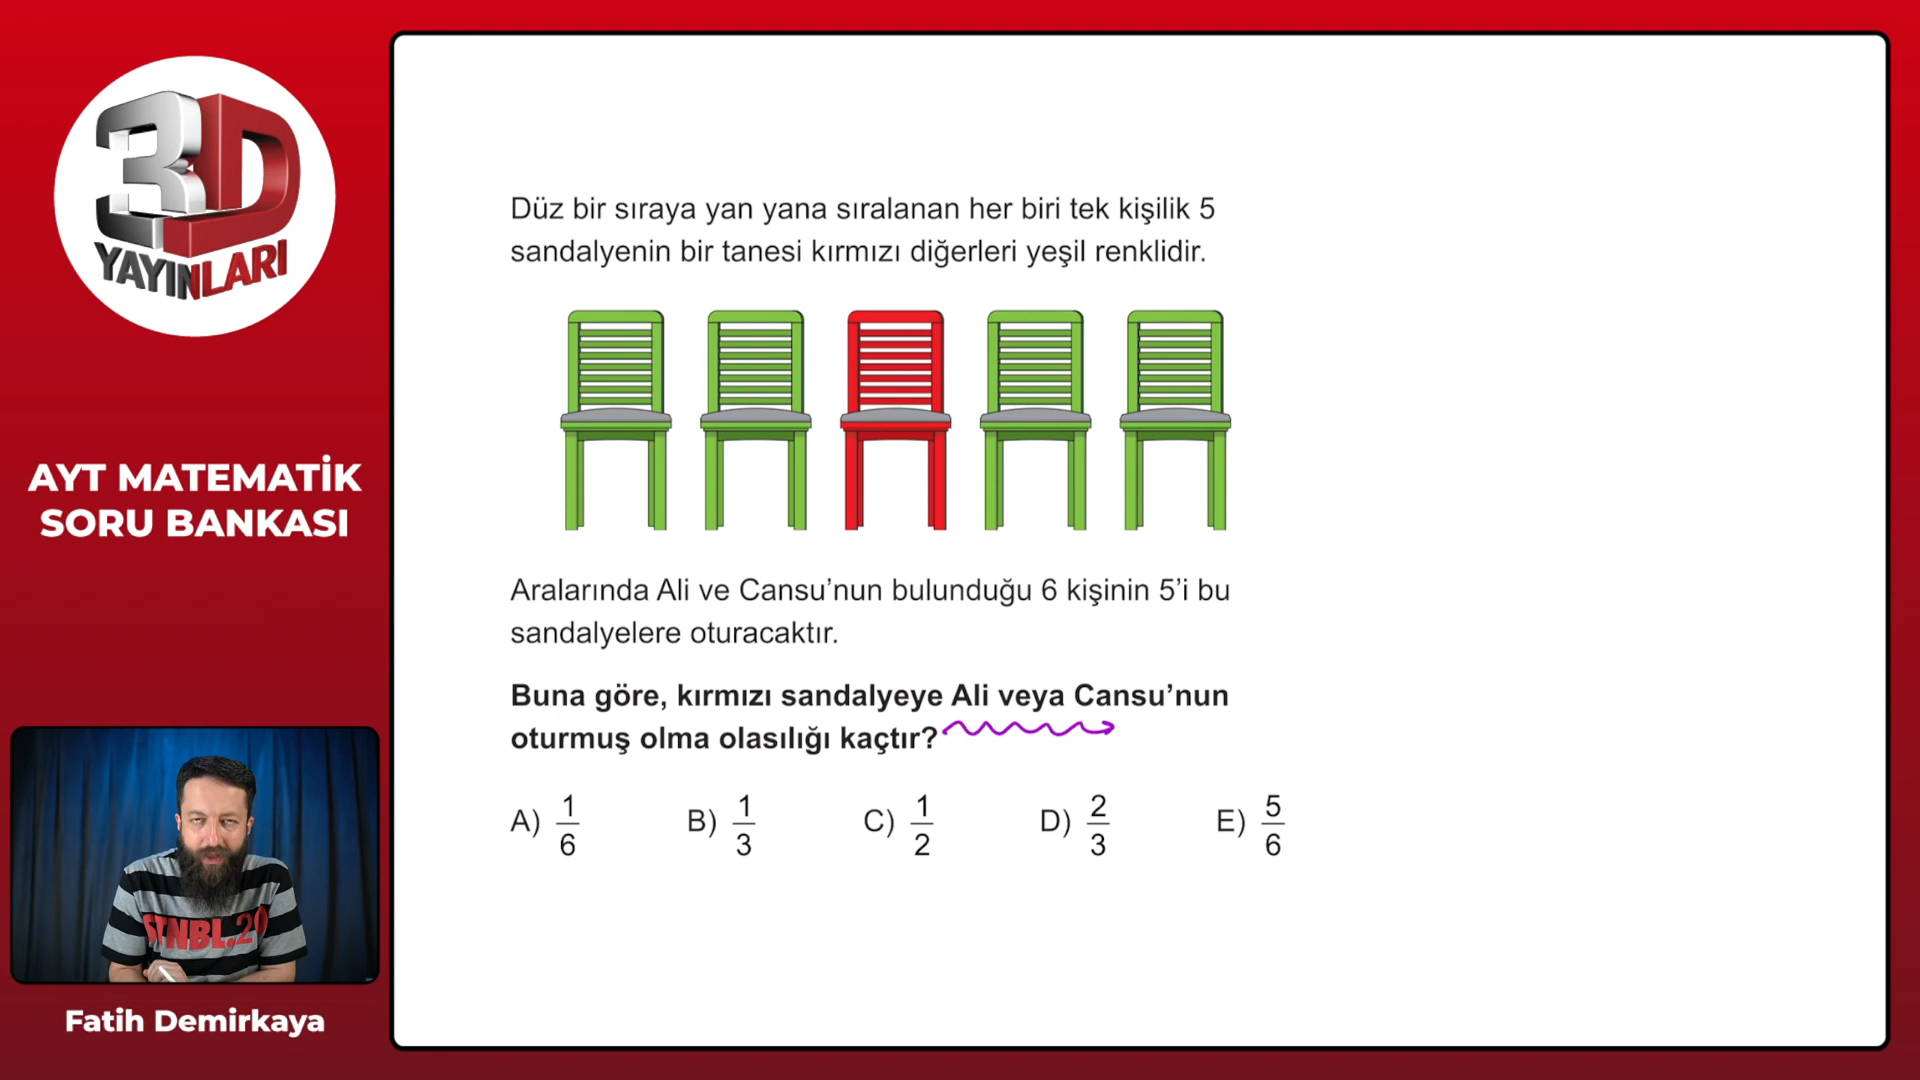 3D
YAYINLARI
AYT MATEMATİK
SORU BANKASI
STNBL.20
Fatih Demirkaya
Düz bir sıraya yan yana sıralanan her biri tek kişilik 5
sandalyenin bir tanesi kırmızı diğerleri yeşil renklidir.
Aralarında Ali ve Cansu’nun bulunduğu 6 kişinin 5’i bu
sandalyelere oturacaktır.
Buna göre, kırmızı sandalyeye Ali veya Cansu’nun
oturmuş olma olasılığı kaçtır?
A) 1/6 B) 1/3 C) 1/2 D) 2/3 E) 5/6